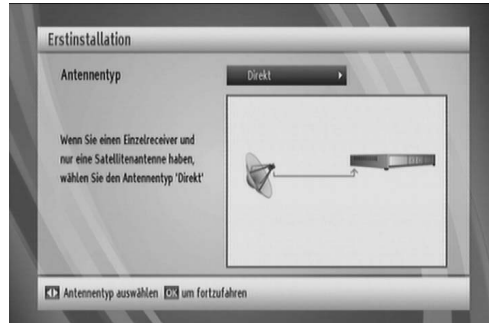 Erstinstallation
Antennentyp
Direkt
Wenn Sie einen Einzelreceiver und
nur eine Satellitenantenne haben,
wählen Sie den Antennentyp 'Direkt'
Antennentyp auswählen OK um fortzufahren